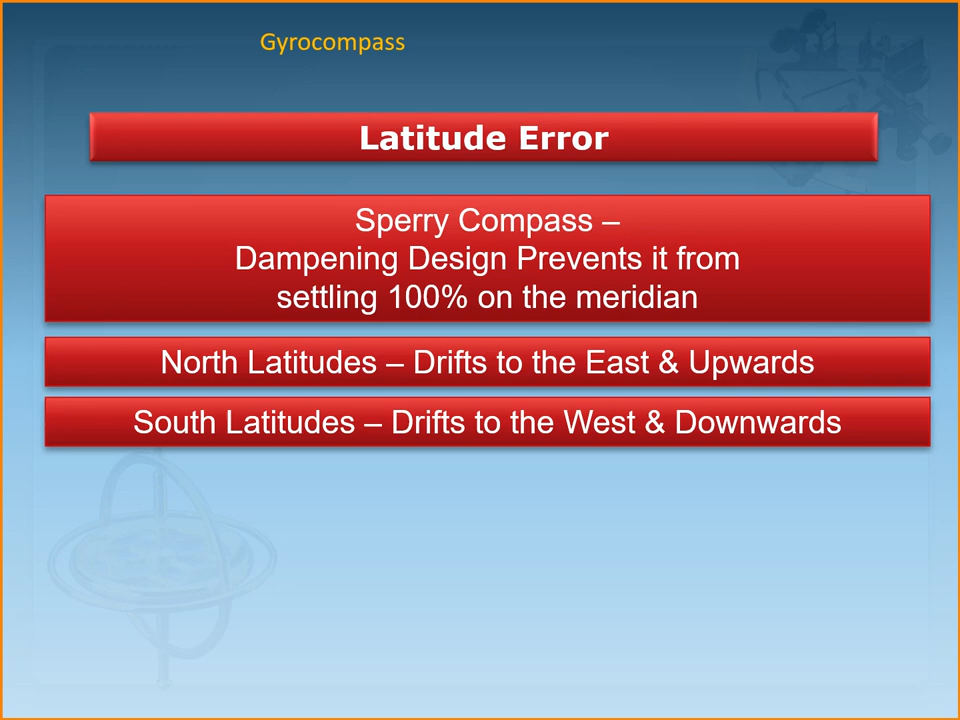 Gyrocompass
Latitude Error
Sperry Compass –
Dampening Design Prevents it from
settling 100% on the meridian
North Latitudes – Drifts to the East & Upwards
South Latitudes – Drifts to the West & Downwards